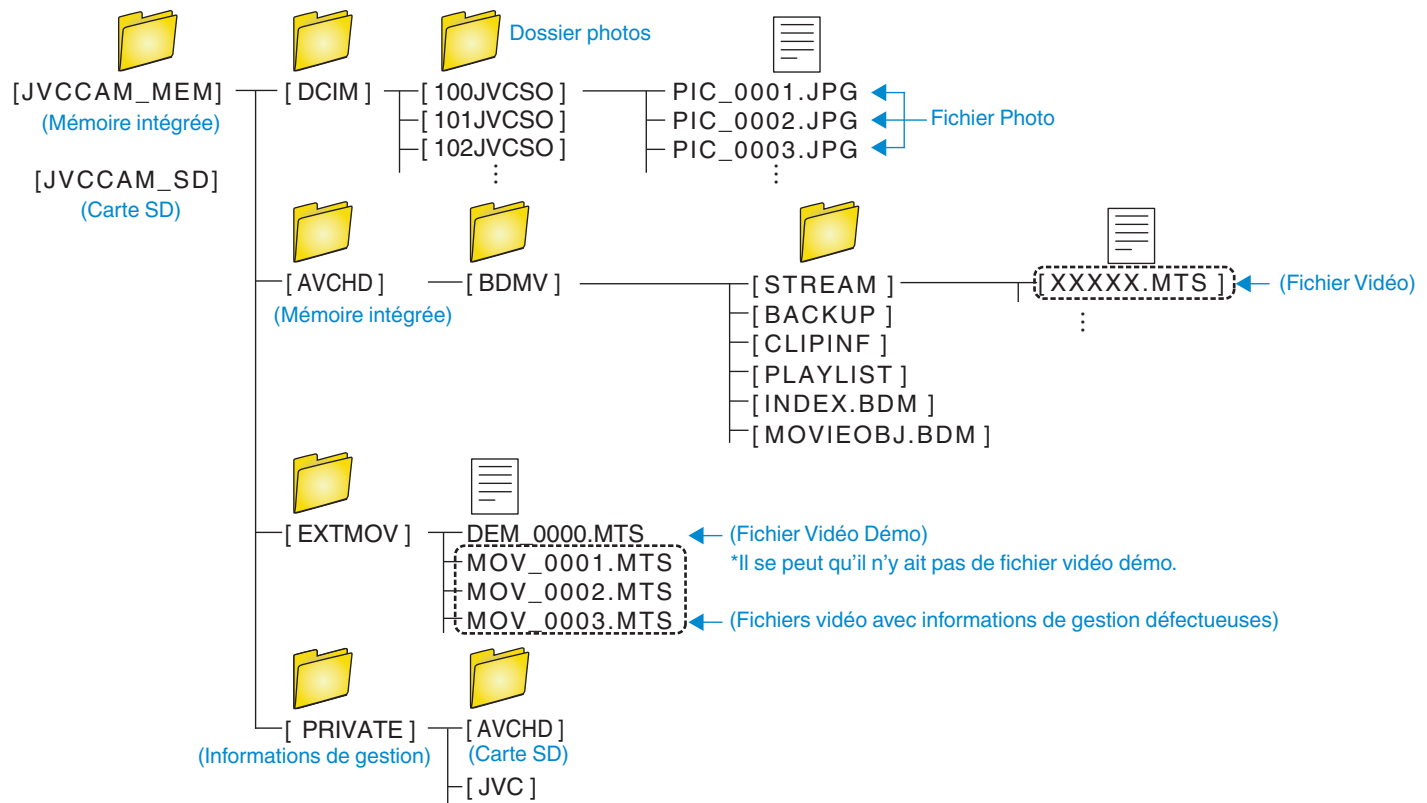 Dossier photos
[JVCCAM_MEM] [ DCIM ] [ 100JVCSO ] PIC_0001.JPG
(Mémoire intégrée) [ 101JVCSO ] PIC_0002.JPG Fichier Photo
[ 102JVCSO ] PIC_0003.JPG
[JVCCAM_SD]
(Carte SD)
[ AVCHD ] [ BDMV ] [ STREAM ] [ XXXXX.MTS ] (Fichier Vidéo)
(Mémoire intégrée) [ BACKUP ]
[ CLIPINF ]
[ PLAYLIST ]
[ INDEX.BDM ]
[ MOVIEOBJ.BDM ]
[ EXTMOV ] DEM_0000.MTS (Fichier Vidéo Démo)
MOV_0001.MTS *Il se peut qu'il n'y ait pas de fichier vidéo démo.
MOV_0002.MTS
MOV_0003.MTS (Fichiers vidéo avec informations de gestion défectueuses)
[ PRIVATE ] [ AVCHD ]
(Informations de gestion) (Carte SD)
[ JVC ]